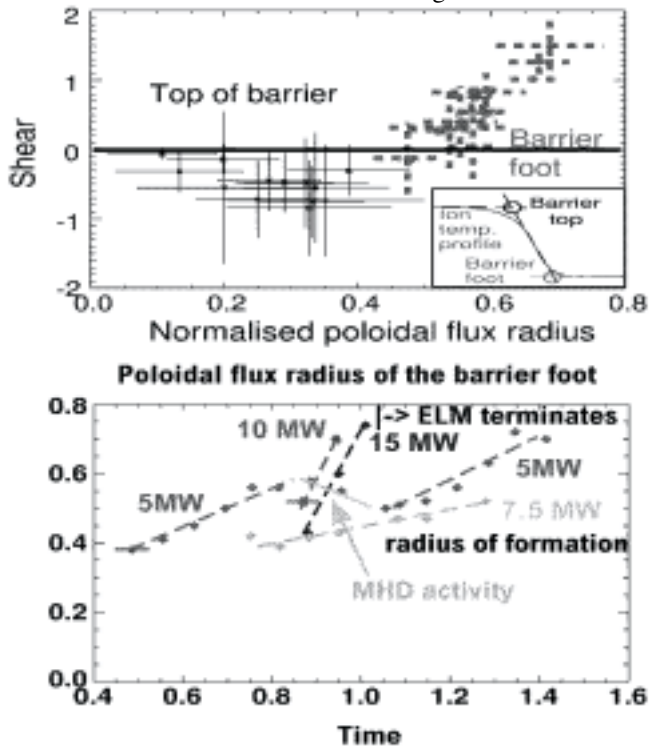 2
1
0
-1
-2
Shear
Top of barrier
Barrier
foot
Ion
temp.
profile
Barrier
top
Barrier
foot
0.0 0.2 0.4 0.6 0.8
Normalised poloidal flux radius
Poloidal flux radius of the barrier foot
0.8
0.6
0.4
0.2
0.0
10 MW
|-> ELM terminates
15 MW
5MW
5MW
7.5 MW
radius of formation
MHD activity
0.4 0.6 0.8 1.0 1.2 1.4 1.6
Time